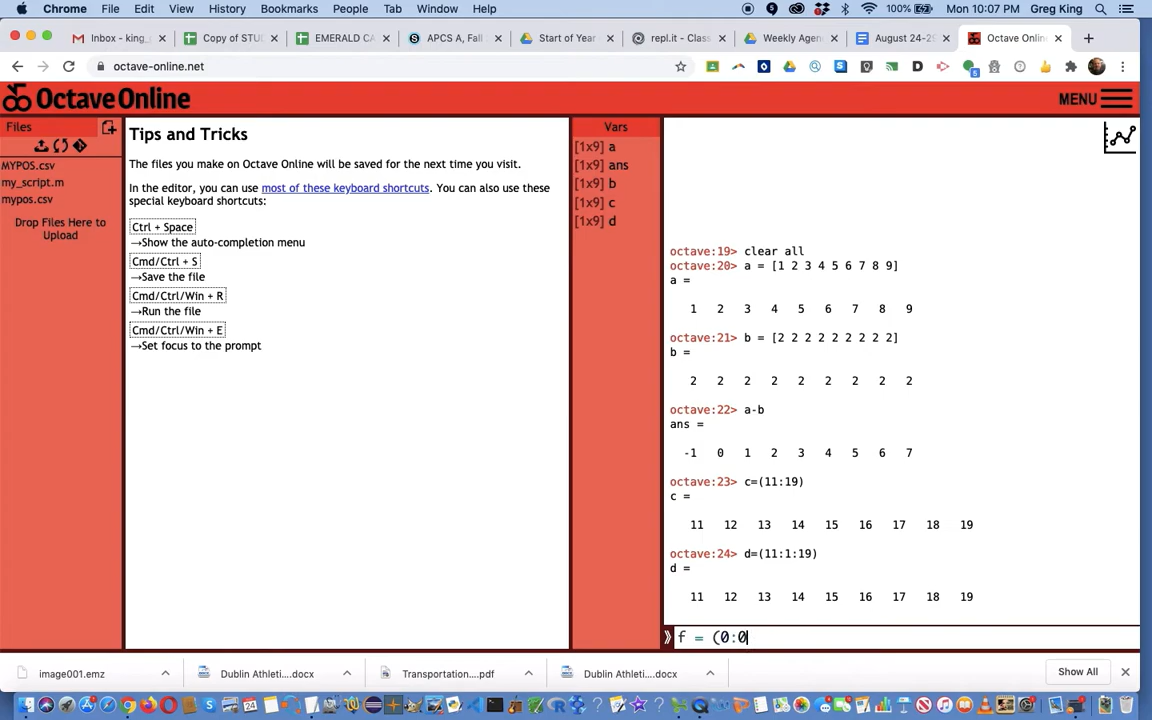 Chrome File Edit View History Bookmarks People Tab Window Help 100% Mon 10:07 PM Greg King
Inbox - king_ Copy of STU EMERALD CA APCS A, Fall Start of Year repl.it - Class Weekly Agen August 24-2 Octave Onlin
octave-online.net
Octave Online MENU
Files
MYPOS.csv
my_script.m
mypos.csv
Drop Files Here to
Upload
Tips and Tricks
The files you make on Octave Online will be saved for the next time you visit.
In the editor, you can use most of these keyboard shortcuts. You can also use these
special keyboard shortcuts:
Ctrl + Space
→Show the auto-completion menu
Cmd/Ctrl + S
→Save the file
Cmd/Ctrl/Win + R
→Run the file
Cmd/Ctrl/Win + E
→Set focus to the prompt
Vars
[1x9] a
[1x9] ans
[1x9] b
[1x9] c
[1x9] d
octave:19> clear all
octave:20> a = [1 2 3 4 5 6 7 8 9]
a =
1 2 3 4 5 6 7 8 9
octave:21> b = [2 2 2 2 2 2 2 2 2]
b =
2 2 2 2 2 2 2 2 2
octave:22> a-b
ans =
-1 0 1 2 3 4 5 6 7
octave:23> c=(11:19)
c =
11 12 13 14 15 16 17 18 19
octave:24> d=(11:1:19)
d =
11 12 13 14 15 16 17 18 19
f = (0:0
image001.emz Dublin Athleti....docx Transportation....pdf Dublin Athleti....docx Show All